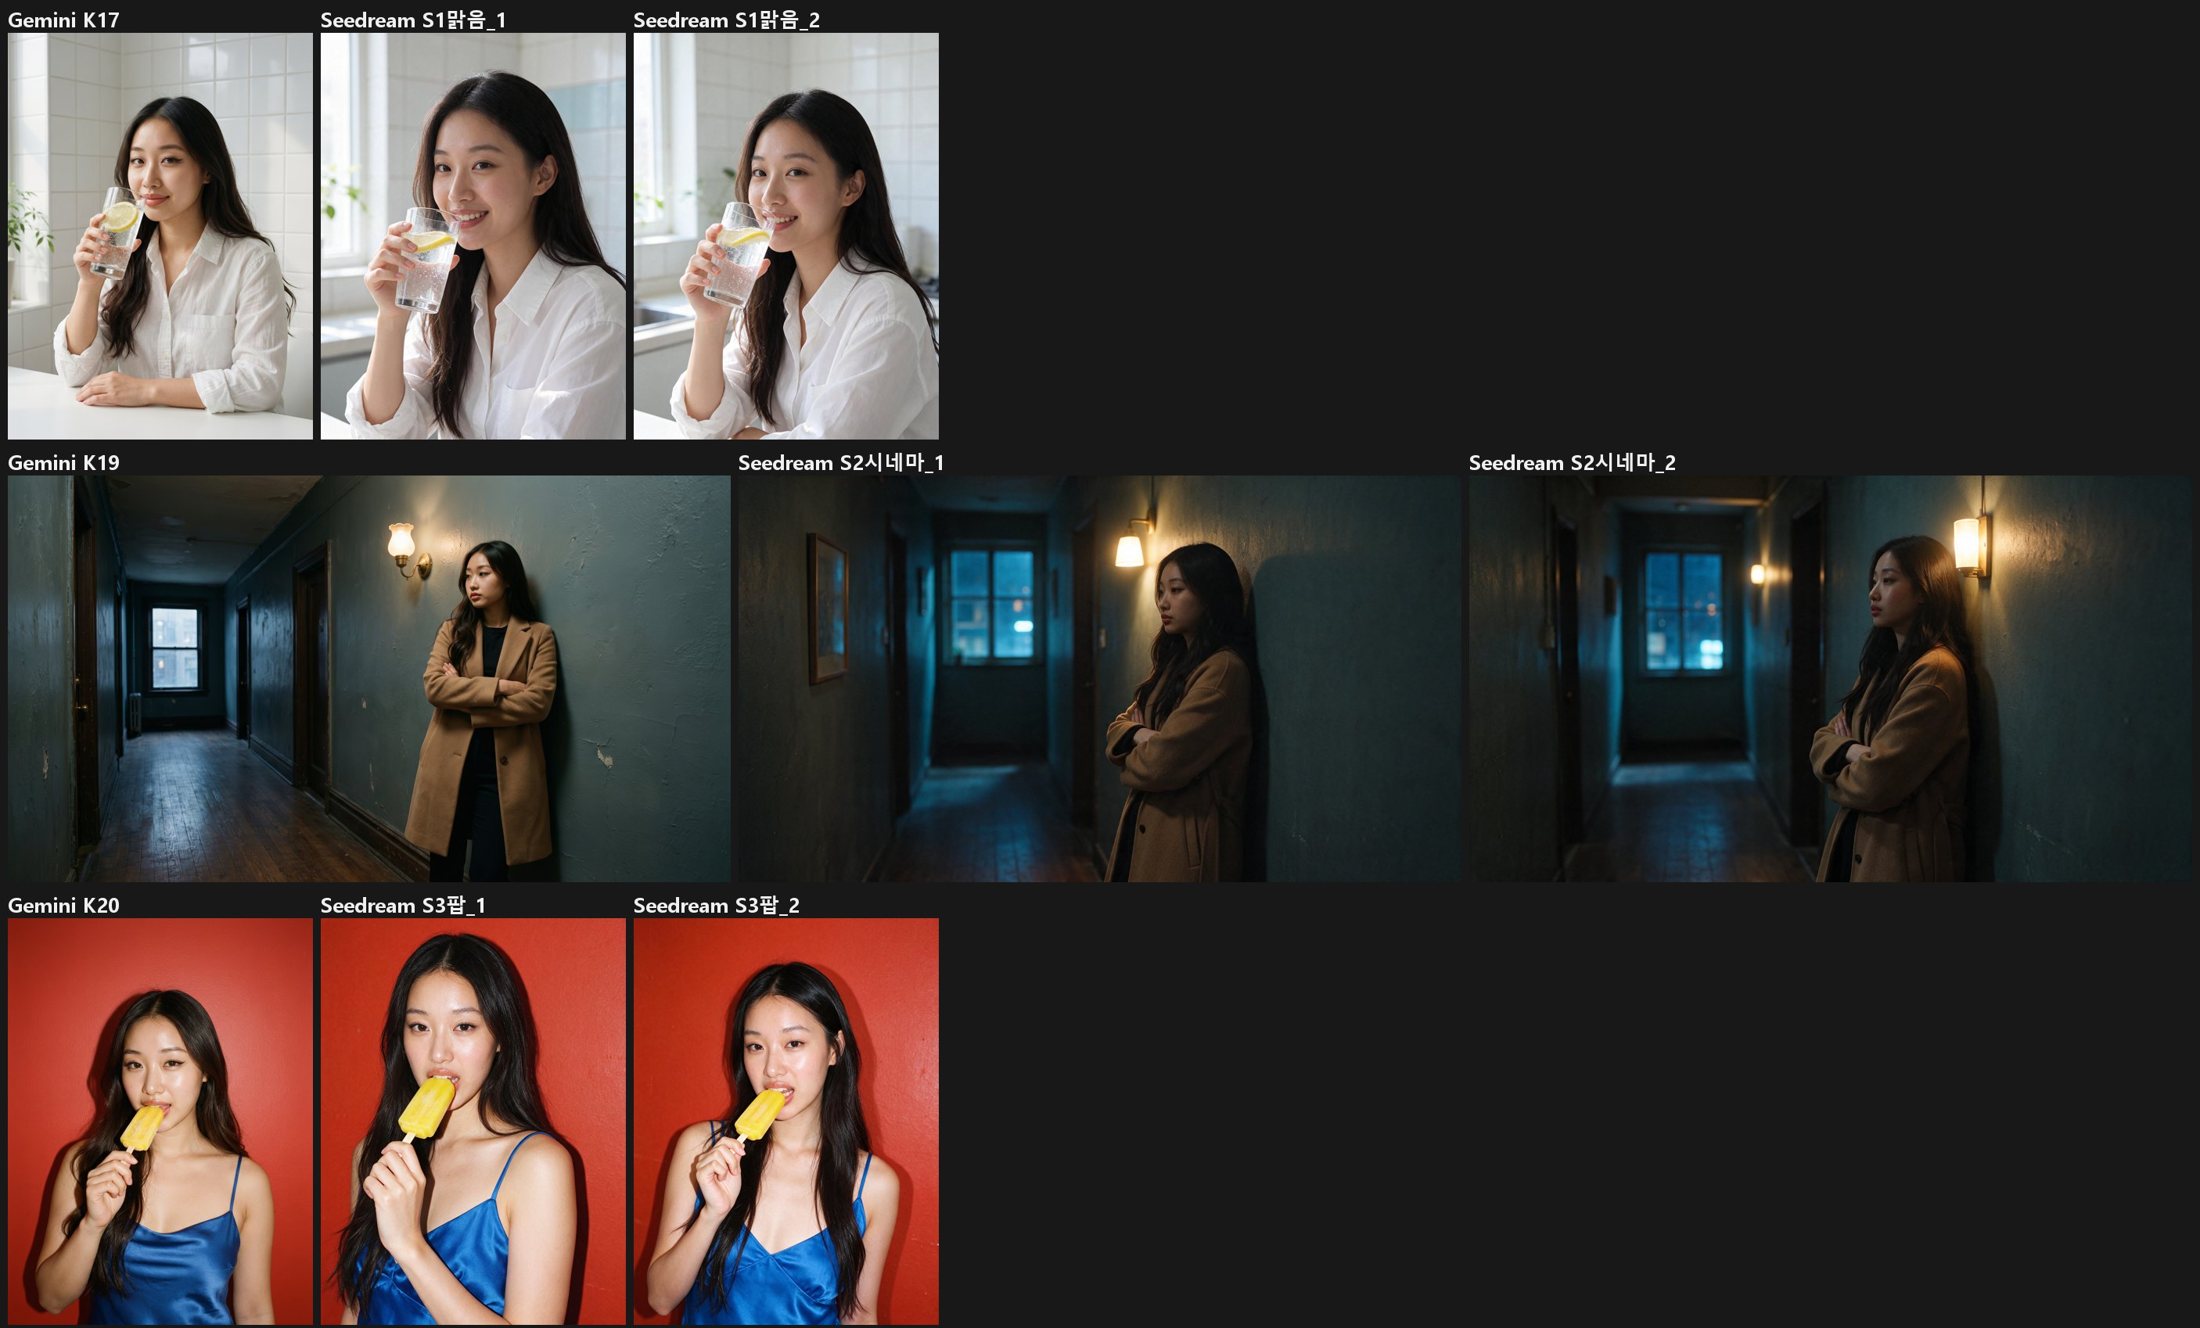 Gemini K17
Seedream S1맑음_1
Seedream S1맑음_2
Gemini K19
Seedream S2시네마_1
Seedream S2시네마_2
Gemini K20
Seedream S3팝_1
Seedream S3팝_2